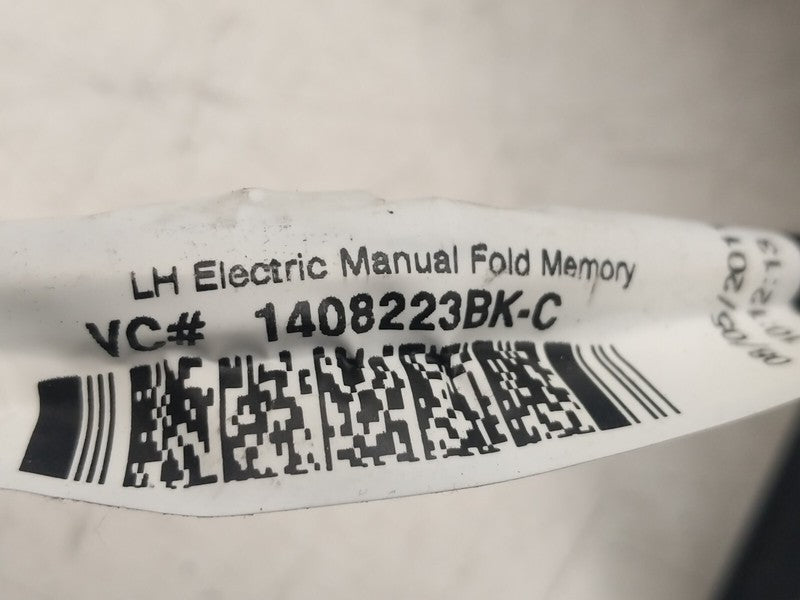 LH Electric Manual Fold Memory
VC# 1408223BK-C